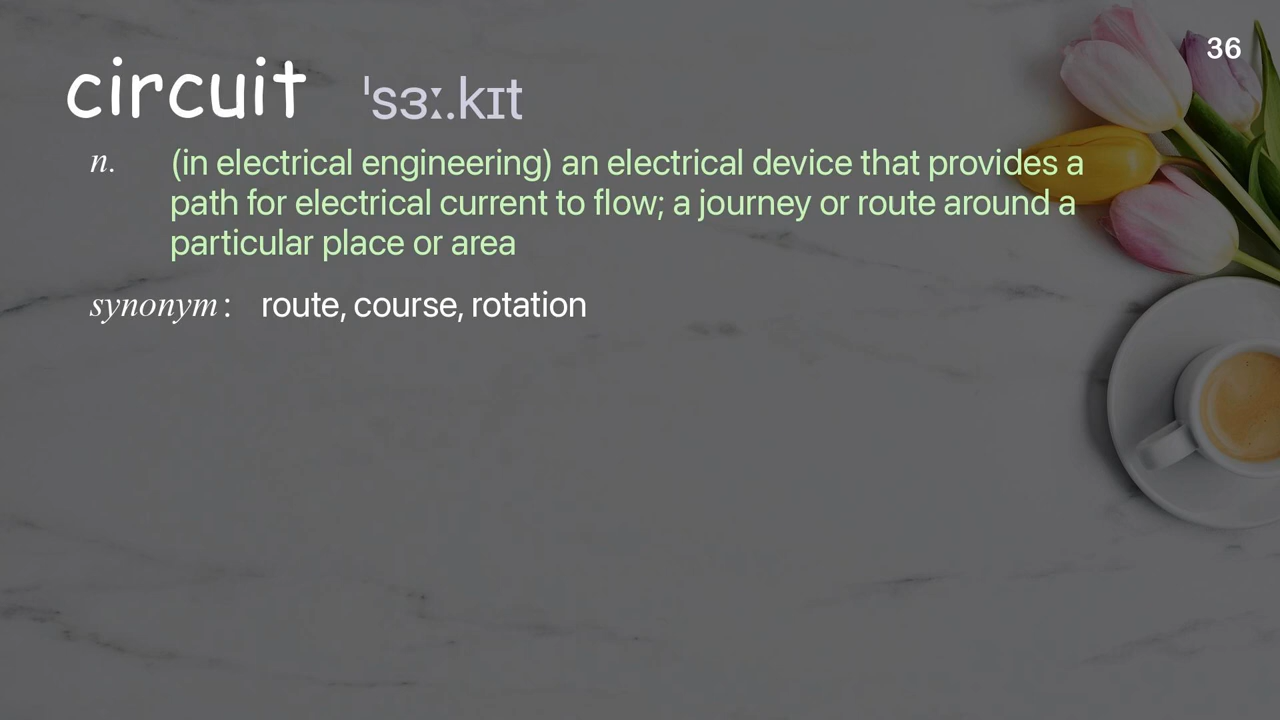 36
circuit ˈsɜː.kɪt
n. (in electrical engineering) an electrical device that provides a
path for electrical current to flow; a journey or route around a
particular place or area
synonym: route, course, rotation